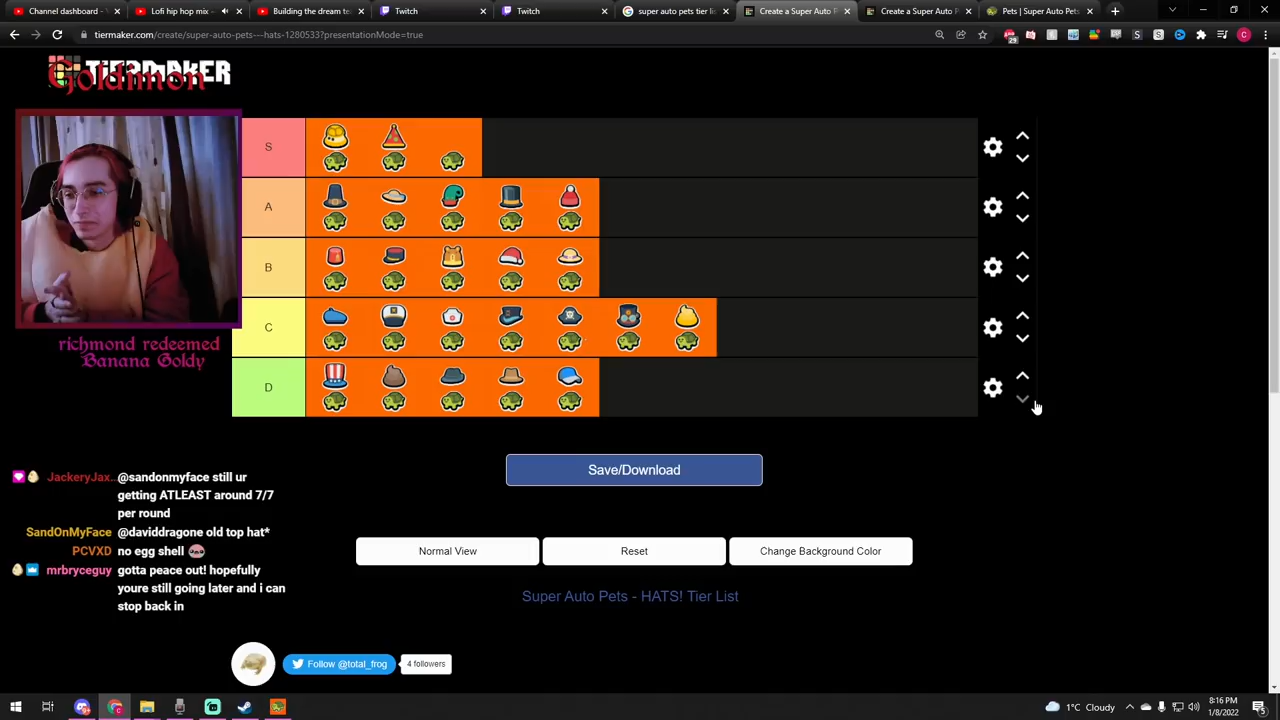 Channel dashboard - 
Lofi hip hop mix - 
Building the dream te
Twitch
Twitch
super auto pets tier lis
Create a Super Auto P
Create a Super Auto P
Pets | Super Auto Pets
tiermaker.com/create/super-auto-pets---hats-1280533?presentationMode=true
29
TiERMAKER
Goldimon
S
A
B
C
D
richmond redeemed
Banana Goldy
JackeryJax.. @sandonmyface still ur
getting ATLEAST around 7/7
per round
SandOnMyFace @daviddragone old top hat*
PCVXD no egg shell
mrbryceguy gotta peace out! hopefully
youre still going later and i can
stop back in
Save/Download
Normal View
Reset
Change Background Color
Super Auto Pets - HATS! Tier List
Follow @total_frog
4 followers
1°C Cloudy
8:16 PM
1/8/2022